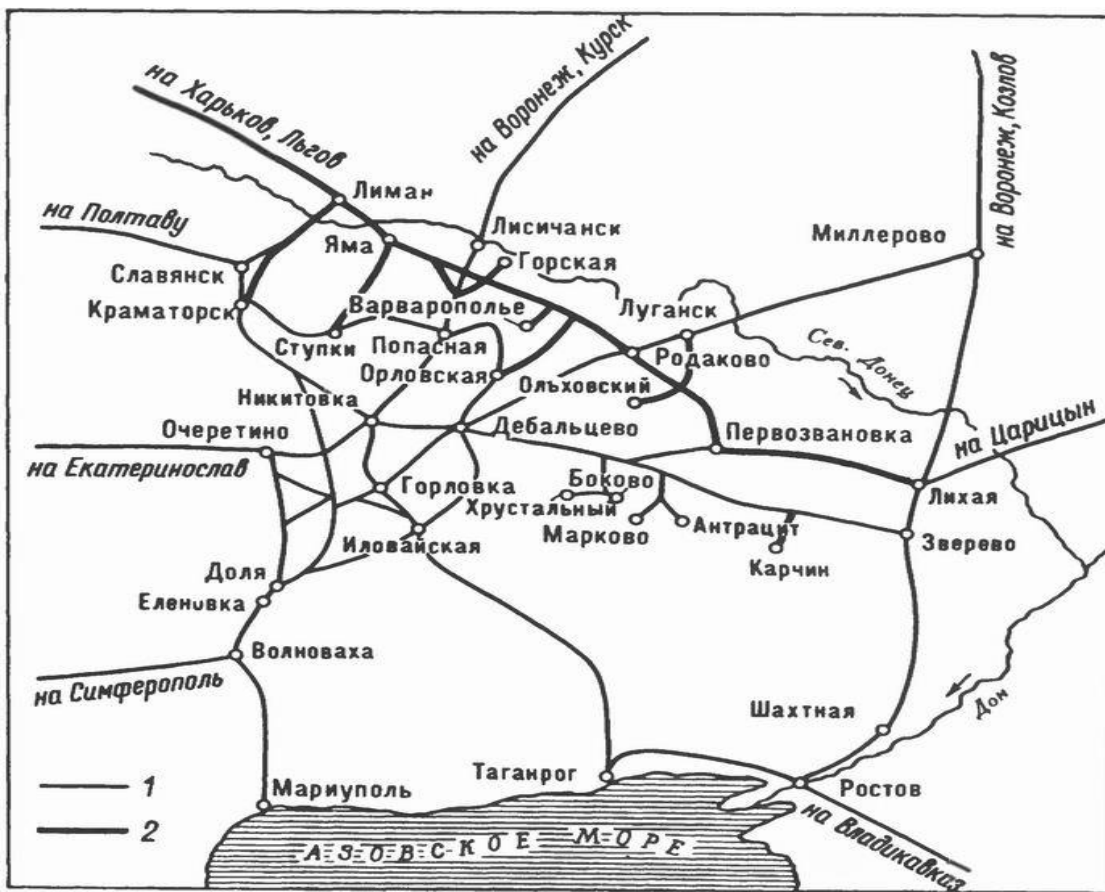 на Харьков, Льгов
на Воронеж, Курск
на Воронеж, Козлов
Лиман
на Полтаву
Лисичанск
Яма
Миллерово
Славянск
Горская
Краматорск
Варварополье
Луганск
Сев. Донец
Ступки
Попасная
Родаково
Орловская
Ольховский
Никитовка
Дебальцево
Первозвановка
на Царицын
Очеретино
на Екатеринослав
Горловка
Боково
Лихая
Хрустальный
Марково
Антрацит
Зверево
Иловайская
Карчин
Доля
Еленовка
Волноваха
на Симферополь
Шахтная
Дон
Таганрог
Ростов
1
Мариуполь
на Владикавказ
2
АЗОВСКОЕ МОРЕ